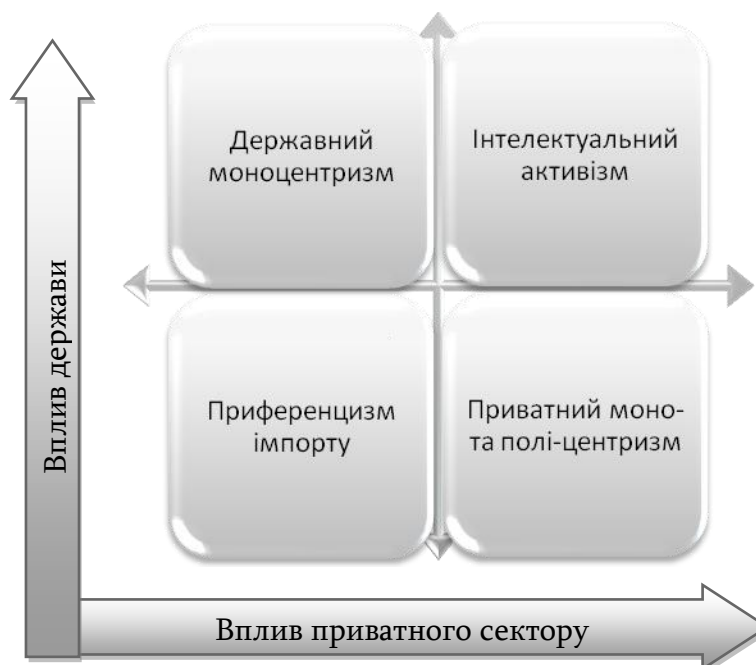 Державний
моноцентризм
Інтелектуальний
активізм
Приференцизм
імпорту
Приватний моно-
та полі-центризм
Вплив держави
Вплив приватного сектору